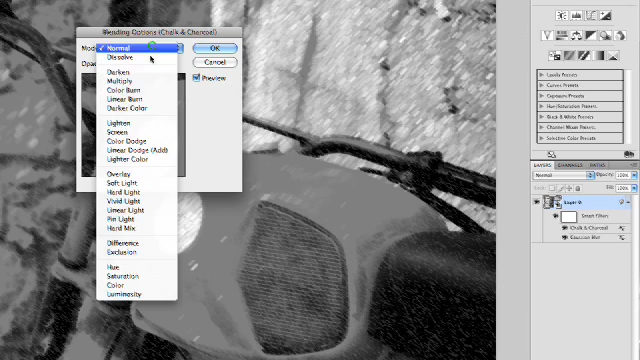 Blending Options (Chalk & Charcoal)
Mode:
Normal
OK
Dissolve
Cancel
Preview
Darken
Multiply
Color Burn
Linear Burn
Darker Color
Lighten
Screen
Color Dodge
Linear Dodge (Add)
Lighter Color
Overlay
Soft Light
Hard Light
Vivid Light
Linear Light
Pin Light
Hard Mix
Difference
Exclusion
Hue
Saturation
Color
Luminosity
Levels Presets
Curves Presets
Exposure Presets
Hue/Saturation Presets
Black & White Presets
Channel Mixer Presets
Selective Color Presets
LAYERS CHANNELS PATHS
Normal Opacity: 100%
Lock: Fill: 100%
Layer 0
Smart Filters
Chalk & Charcoal
Gaussian Blur